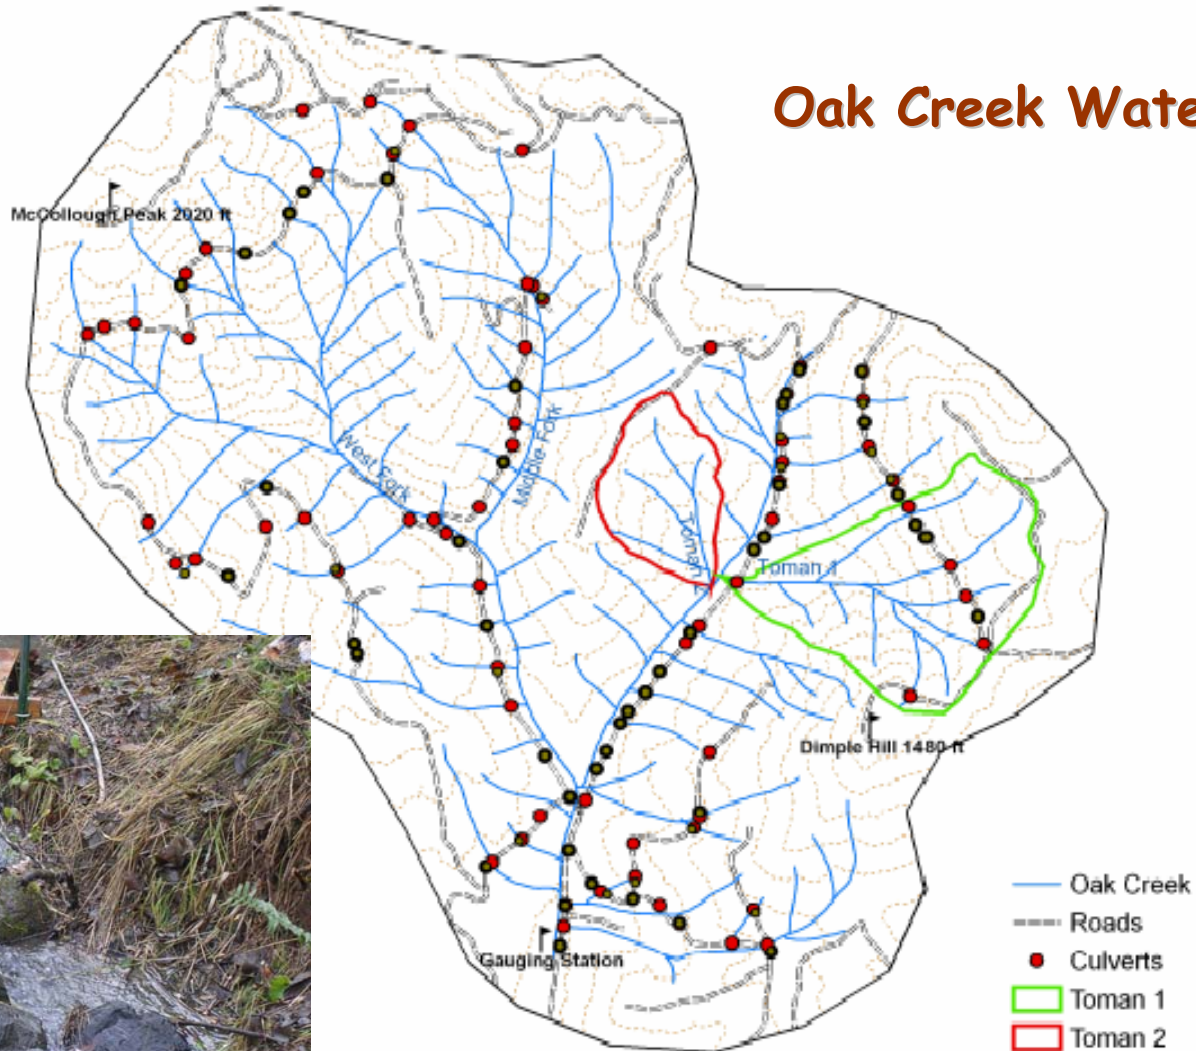 Oak Creek Wate
McCollough Peak 2020 ft
West Fork
Middle Fork
Toman 2
Toman 1
Dimple Hill 1480 ft
Gauging Station
Oak Creek
Roads
Culverts
Toman 1
Toman 2